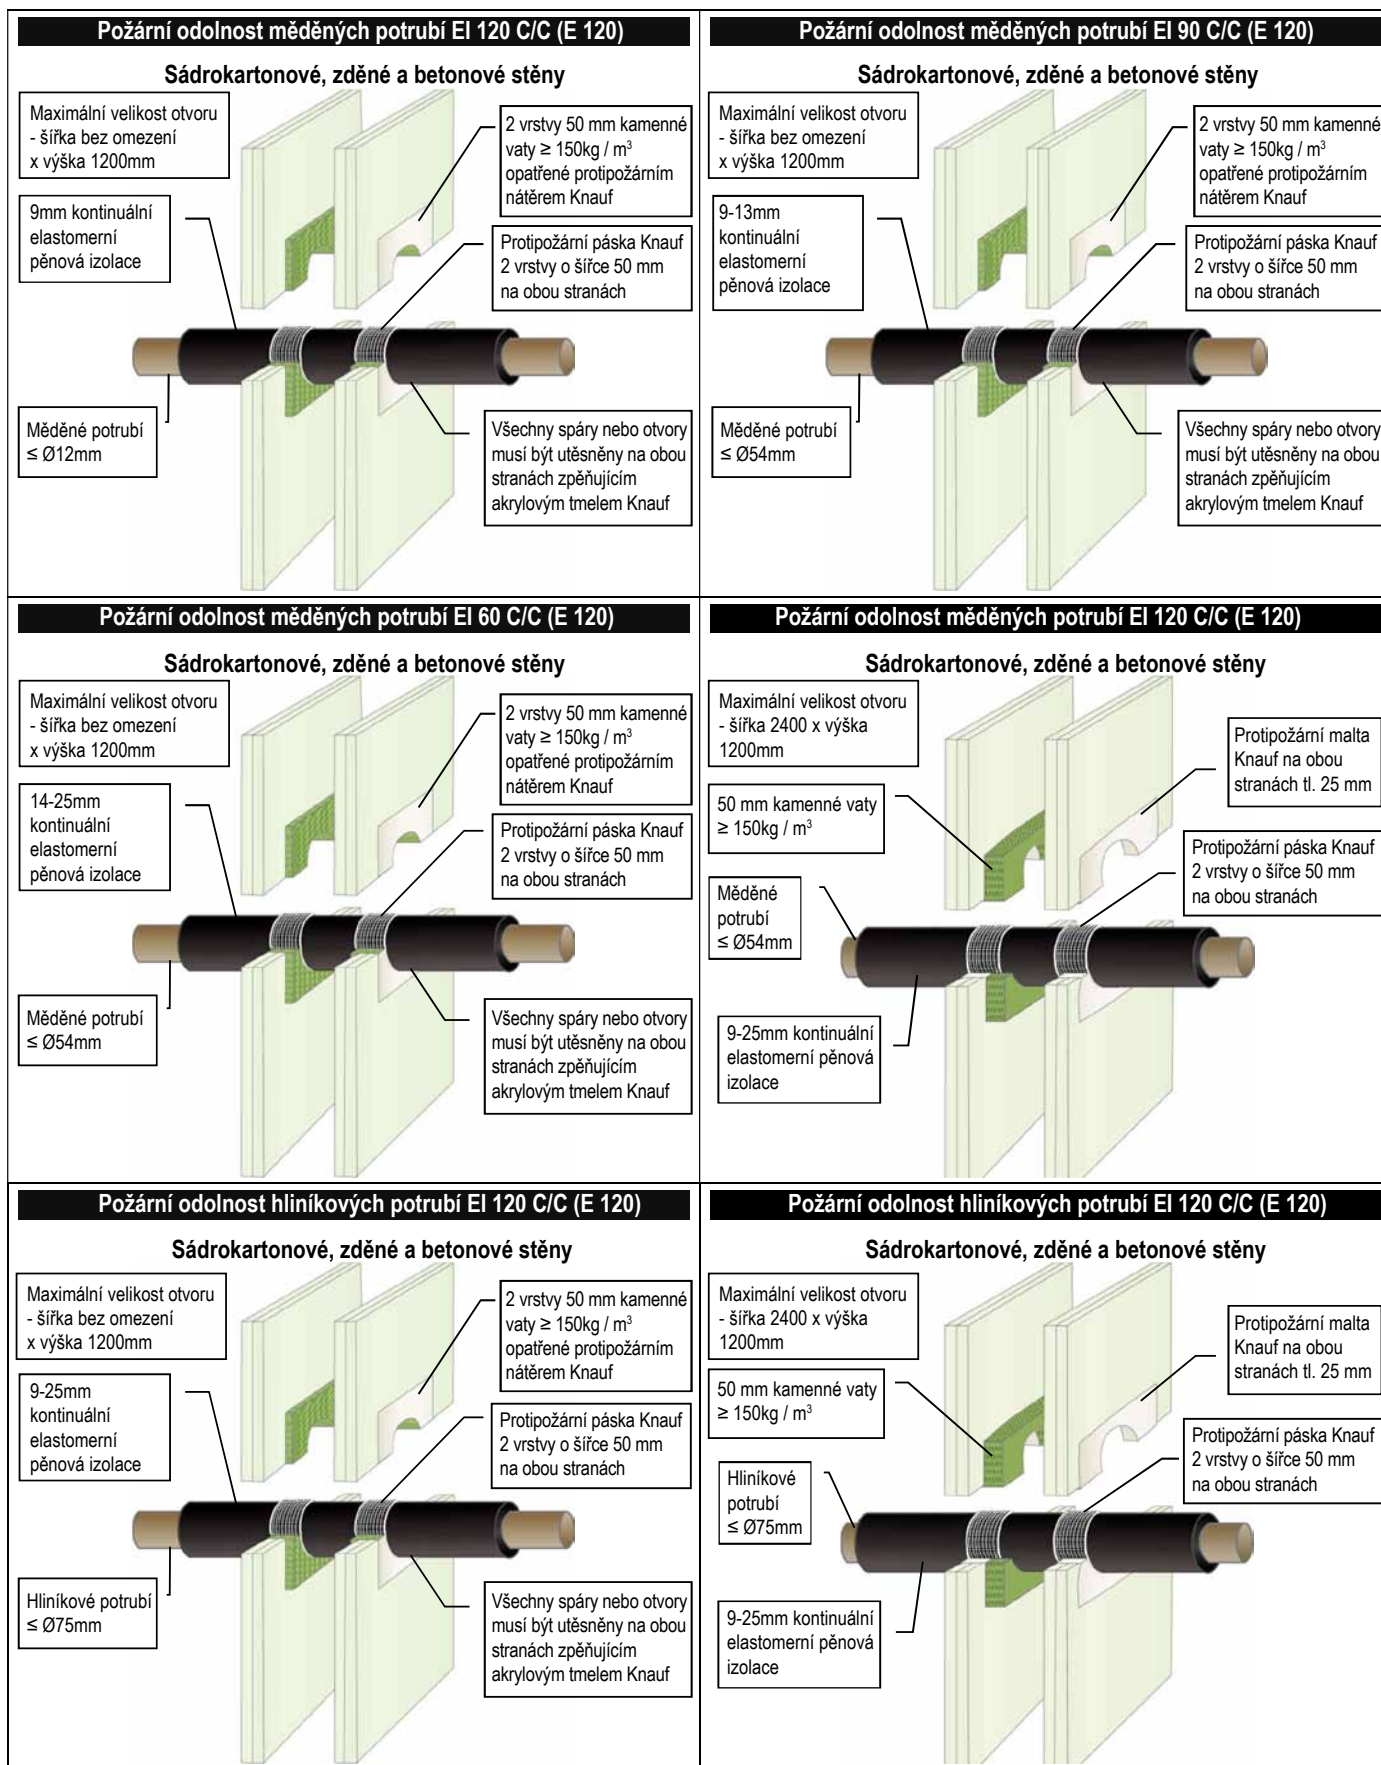 Požární odolnost měděných potrubí EI 120 C/C (E 120)
Sádrokartonové, zděné a betonové stěny
Maximální velikost otvoru
- šířka bez omezení
x výška 1200mm
2 vrstvy 50 mm kamenné
vaty ≥ 150kg / m³
opatřené protipožárním
nátěrem Knauf
9mm kontinuální
elastomerní
pěnová izolace
Protipožární páska Knauf
2 vrstvy o šířce 50 mm
na obou stranách
Měděné potrubí
≤ Ø12mm
Všechny spáry nebo otvory
musí být utěsněny na obou
stranách zpěňujícím
akrylovým tmelem Knauf
Požární odolnost měděných potrubí EI 90 C/C (E 120)
Sádrokartonové, zděné a betonové stěny
Maximální velikost otvoru
- šířka bez omezení
x výška 1200mm
2 vrstvy 50 mm kamenné
vaty ≥ 150kg / m³
opatřené protipožárním
nátěrem Knauf
9-13mm
kontinuální
elastomerní
pěnová izolace
Protipožární páska Knauf
2 vrstvy o šířce 50 mm
na obou stranách
Měděné potrubí
≤ Ø54mm
Všechny spáry nebo otvory
musí být utěsněny na obou
stranách zpěňujícím
akrylovým tmelem Knauf
Požární odolnost měděných potrubí EI 60 C/C (E 120)
Sádrokartonové, zděné a betonové stěny
Maximální velikost otvoru
- šířka bez omezení
x výška 1200mm
2 vrstvy 50 mm kamenné
vaty ≥ 150kg / m³
opatřené protipožárním
nátěrem Knauf
14-25mm
kontinuální
elastomerní
pěnová izolace
Protipožární páska Knauf
2 vrstvy o šířce 50 mm
na obou stranách
Měděné potrubí
≤ Ø54mm
Všechny spáry nebo otvory
musí být utěsněny na obou
stranách zpěňujícím
akrylovým tmelem Knauf
Požární odolnost měděných potrubí EI 120 C/C (E 120)
Sádrokartonové, zděné a betonové stěny
Maximální velikost otvoru
- šířka 2400 x výška
1200mm
Protipožární malta
Knauf na obou
stranách tl. 25 mm
50 mm kamenné vaty
≥ 150kg / m³
Protipožární páska Knauf
2 vrstvy o šířce 50 mm
na obou stranách
Měděné
potrubí
≤ Ø54mm
9-25mm kontinuální
elastomerní pěnová
izolace
Požární odolnost hliníkových potrubí EI 120 C/C (E 120)
Sádrokartonové, zděné a betonové stěny
Maximální velikost otvoru
- šířka bez omezení
x výška 1200mm
2 vrstvy 50 mm kamenné
vaty ≥ 150kg / m³
opatřené protipožárním
nátěrem Knauf
9-25mm
kontinuální
elastomerní
pěnová izolace
Protipožární páska Knauf
2 vrstvy o šířce 50 mm
na obou stranách
Hliníkové potrubí
≤ Ø75mm
Všechny spáry nebo otvory
musí být utěsněny na obou
stranách zpěňujícím
akrylovým tmelem Knauf
Požární odolnost hliníkových potrubí EI 120 C/C (E 120)
Sádrokartonové, zděné a betonové stěny
Maximální velikost otvoru
- šířka 2400 x výška
1200mm
Protipožární malta
Knauf na obou
stranách tl. 25 mm
50 mm kamenné vaty
≥ 150kg / m³
Protipožární páska Knauf
2 vrstvy o šířce 50 mm
na obou stranách
Hliníkové
potrubí
≤ Ø75mm
9-25mm kontinuální
elastomerní pěnová
izolace